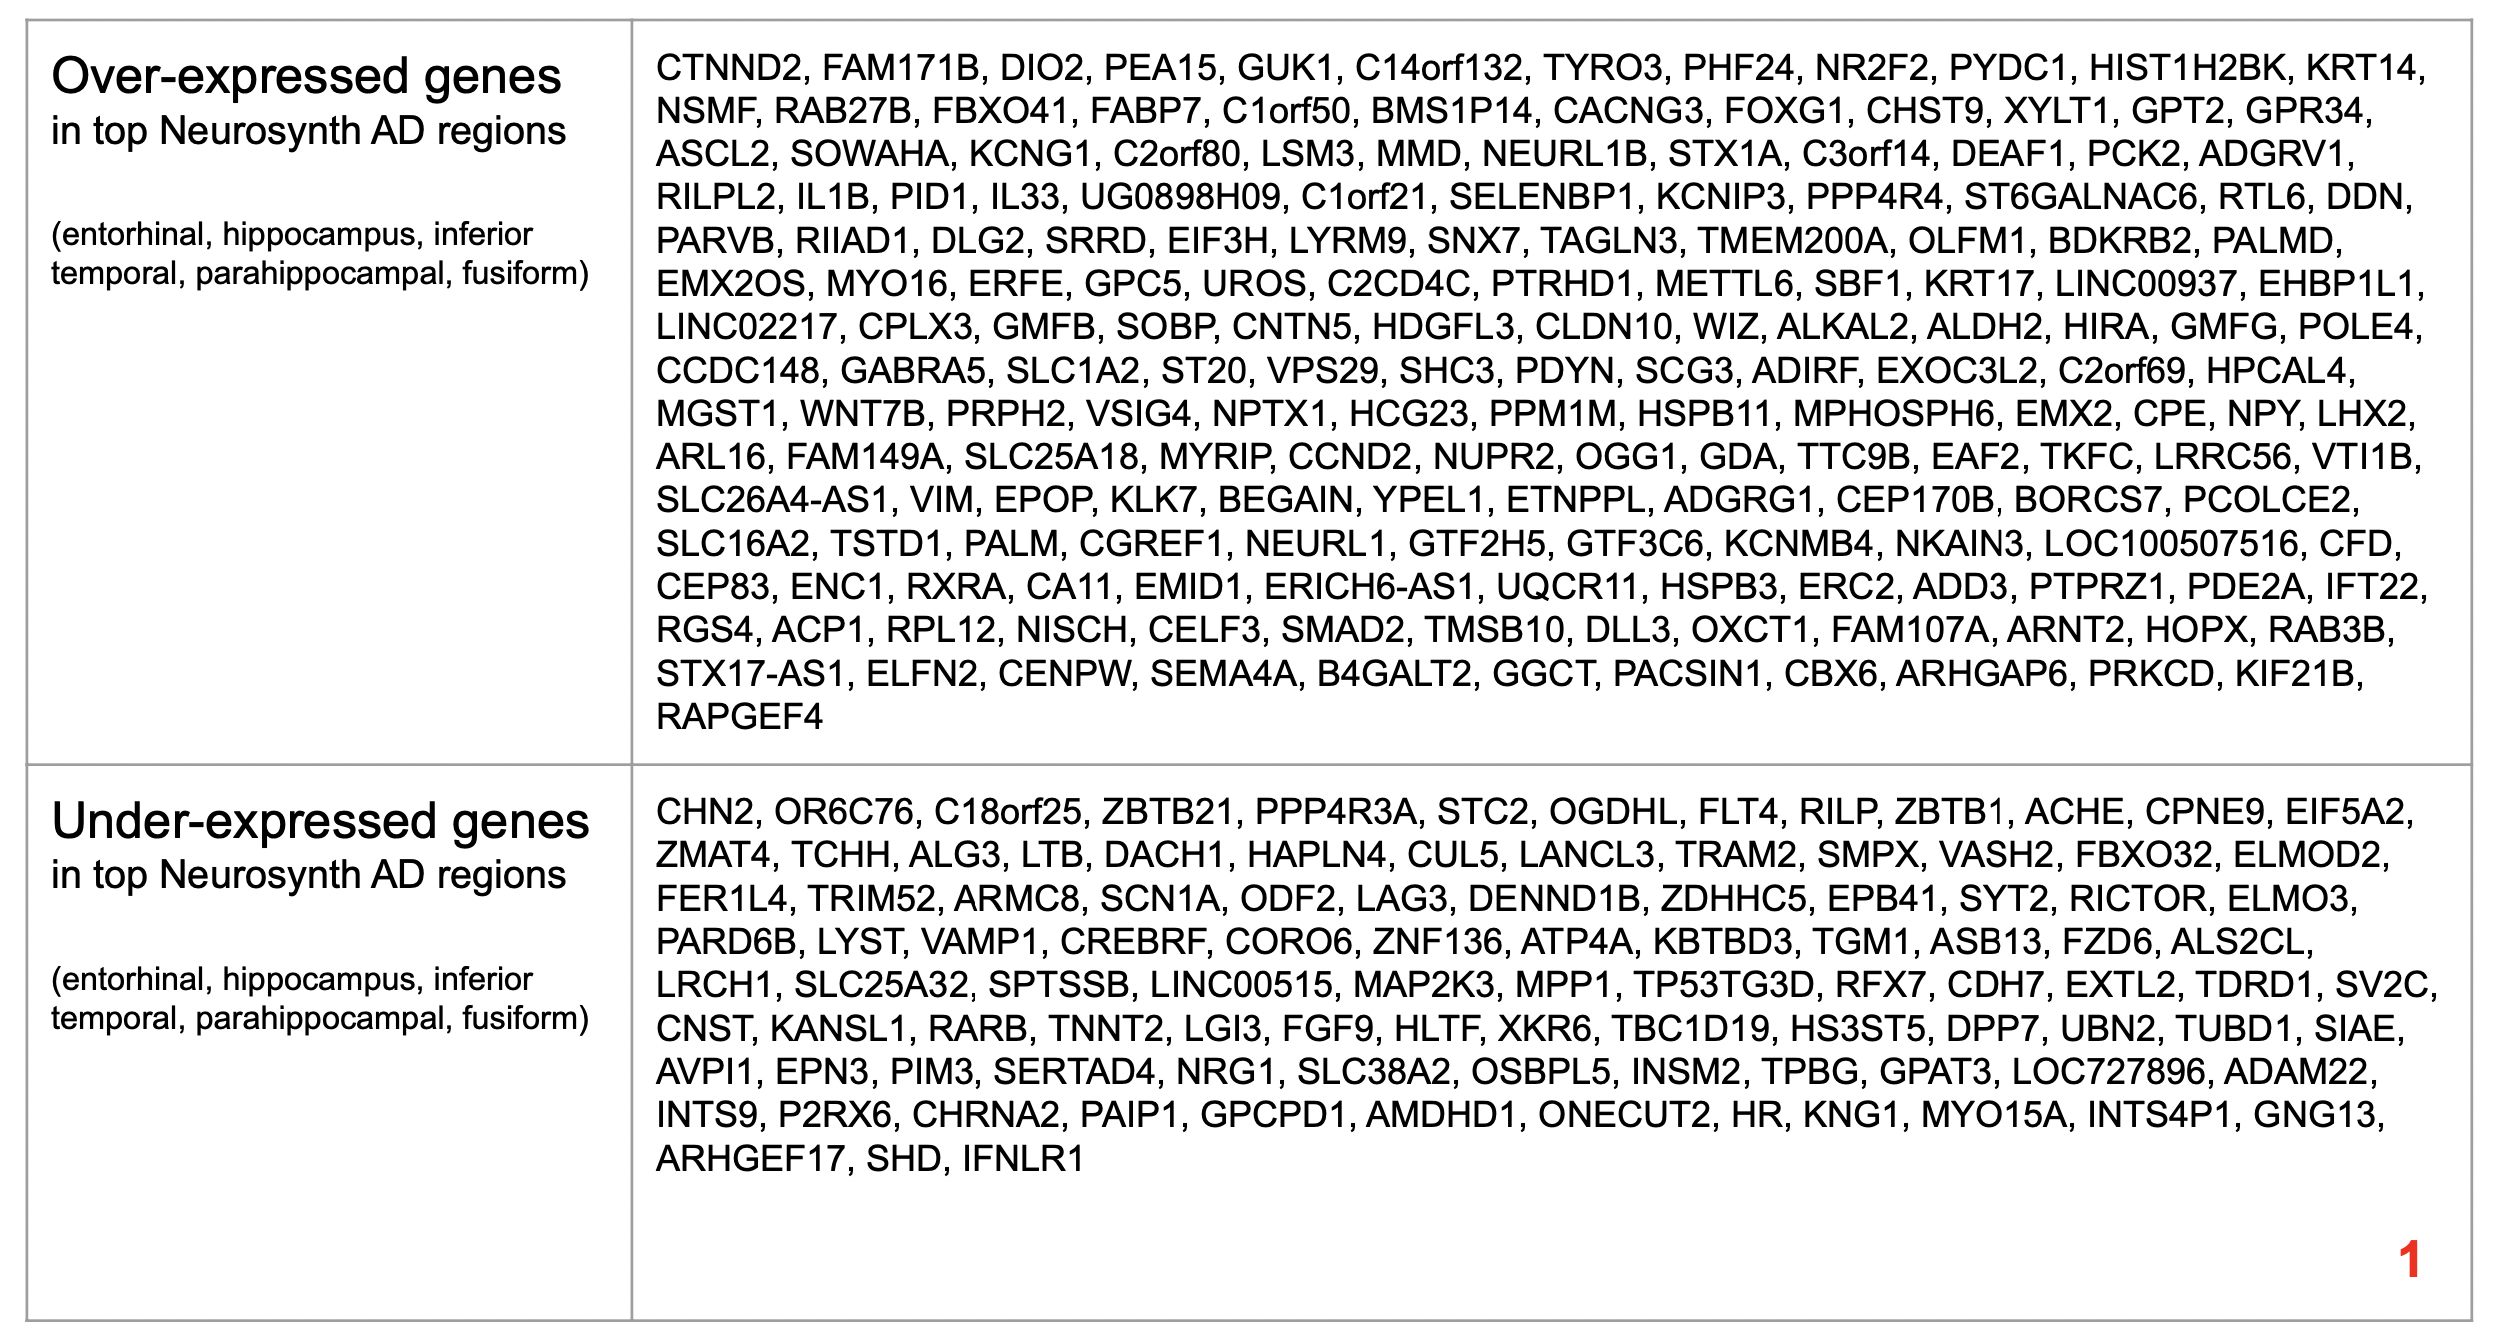 Over-expressed genes
in top Neurosynth AD regions
(entorhinal, hippocampus, inferior
temporal, parahippocampal, fusiform)
CTNND2, FAM171B, DIO2, PEA15, GUK1, C14orf132, TYRO3, PHF24, NR2F2, PYDC1, HIST1H2BK, KRT14,
NSMF, RAB27B, FBXO41, FABP7, C1orf50, BMS1P14, CACNG3, FOXG1, CHST9, XYLT1, GPT2, GPR34,
ASCL2, SOWAHA, KCNG1, C2orf80, LSM3, MMD, NEURL1B, STX1A, C3orf14, DEAF1, PCK2, ADGRV1,
RILPL2, IL1B, PID1, IL33, UG0898H09, C1orf21, SELENBP1, KCNIP3, PPP4R4, ST6GALNAC6, RTL6, DDN,
PARVB, RIIAD1, DLG2, SRRD, EIF3H, LYRM9, SNX7, TAGLN3, TMEM200A, OLFM1, BDKRB2, PALMD,
EMX2OS, MYO16, ERFE, GPC5, UROS, C2CD4C, PTRHD1, METTL6, SBF1, KRT17, LINC00937, EHBP1L1,
LINC02217, CPLX3, GMFB, SOBP, CNTN5, HDGFL3, CLDN10, WIZ, ALKAL2, ALDH2, HIRA, GMFG, POLE4,
CCDC148, GABRA5, SLC1A2, ST20, VPS29, SHC3, PDYN, SCG3, ADIRF, EXOC3L2, C2orf69, HPCAL4,
MGST1, WNT7B, PRPH2, VSIG4, NPTX1, HCG23, PPM1M, HSPB11, MPHOSPH6, EMX2, CPE, NPY, LHX2,
ARL16, FAM149A, SLC25A18, MYRIP, CCND2, NUPR2, OGG1, GDA, TTC9B, EAF2, TKFC, LRRC56, VTI1B,
SLC26A4-AS1, VIM, EPOP, KLK7, BEGAIN, YPEL1, ETNPPL, ADGRG1, CEP170B, BORCS7, PCOLCE2,
SLC16A2, TSTD1, PALM, CGREF1, NEURL1, GTF2H5, GTF3C6, KCNMB4, NKAIN3, LOC100507516, CFD,
CEP83, ENC1, RXRA, CA11, EMID1, ERICH6-AS1, UQCR11, HSPB3, ERC2, ADD3, PTPRZ1, PDE2A, IFT22,
RGS4, ACP1, RPL12, NISCH, CELF3, SMAD2, TMSB10, DLL3, OXCT1, FAM107A, ARNT2, HOPX, RAB3B,
STX17-AS1, ELFN2, CENPW, SEMA4A, B4GALT2, GGCT, PACSIN1, CBX6, ARHGAP6, PRKCD, KIF21B,
RAPGEF4
Under-expressed genes
in top Neurosynth AD regions
(entorhinal, hippocampus, inferior
temporal, parahippocampal, fusiform)
CHN2, OR6C76, C18orf25, ZBTB21, PPP4R3A, STC2, OGDHL, FLT4, RILP, ZBTB1, ACHE, CPNE9, EIF5A2,
ZMAT4, TCHH, ALG3, LTB, DACH1, HAPLN4, CUL5, LANCL3, TRAM2, SMPX, VASH2, FBXO32, ELMOD2,
FER1L4, TRIM52, ARMC8, SCN1A, ODF2, LAG3, DENND1B, ZDHHC5, EPB41, SYT2, RICTOR, ELMO3,
PARD6B, LYST, VAMP1, CREBRF, CORO6, ZNF136, ATP4A, KBTBD3, TGM1, ASB13, FZD6, ALS2CL,
LRCH1, SLC25A32, SPTSSB, LINC00515, MAP2K3, MPP1, TP53TG3D, RFX7, CDH7, EXTL2, TDRD1, SV2C,
CNST, KANSL1, RARB, TNNT2, LGI3, FGF9, HLTF, XKR6, TBC1D19, HS3ST5, DPP7, UBN2, TUBD1, SIAE,
AVPI1, EPN3, PIM3, SERTAD4, NRG1, SLC38A2, OSBPL5, INSM2, TPBG, GPAT3, LOC727896, ADAM22,
INTS9, P2RX6, CHRNA2, PAIP1, GPCPD1, AMDHD1, ONECUT2, HR, KNG1, MYO15A, INTS4P1, GNG13,
ARHGEF17, SHD, IFNLR1
1